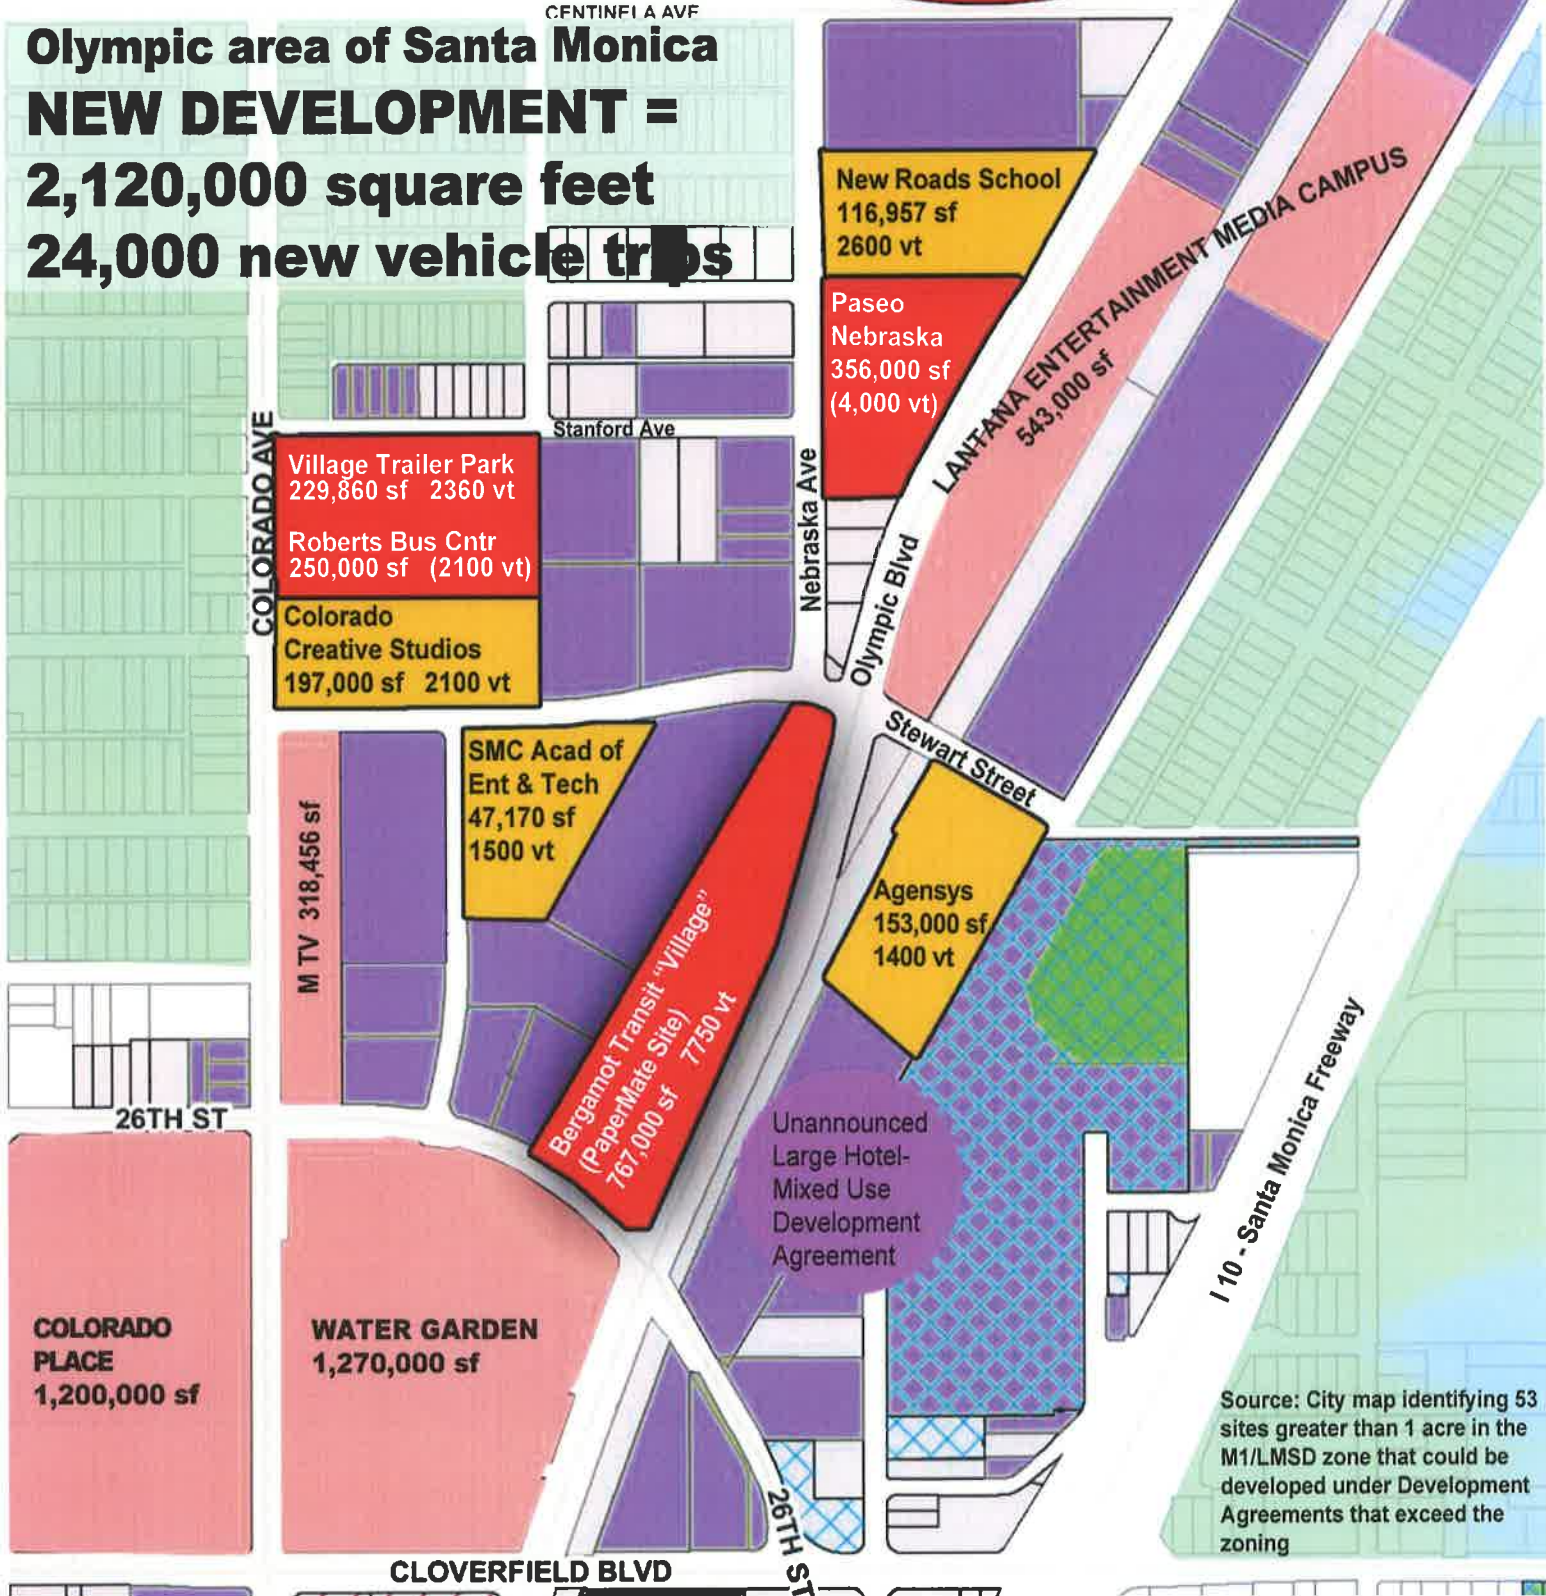 CENTINELA AVE
Olympic area of Santa Monica
NEW DEVELOPMENT =
2,120,000 square feet
24,000 new vehicle
New Roads School
116,957 sf
2600 vt
Paseo
Nebraska
356,000 sf
(4,000 vt)
LANTANA ENTERTAINMENT MEDIA CAMPUS
543,000 sf
Stanford Ave
COLORADO AVE
Village Trailer Park
229,860 sf 2360 vt
Roberts Bus Cntr
250,000 sf (2100 vt)
Colorado
Creative Studios
197,000 sf 2100 vt
Nebraska Ave
Olympic Blvd
Stewart Street
SMC Acad of
Ent & Tech
47,170 sf
1500 vt
M TV 318,456 sf
Agensys
153,000 sf
1400 vt
Bergamot Transit "Village"
(PaperMate Site)
767,000 sf 7750 vt
26TH ST
Unannounced
Large Hotel-
Mixed Use
Development
Agreement
I 10 - Santa Monica Freeway
COLORADO
PLACE
1,200,000 sf
WATER GARDEN
1,270,000 sf
Source: City map identifying 53
sites greater than 1 acre in the
M1/LMSD zone that could be
developed under Development
Agreements that exceed the
zoning
26TH ST
CLOVERFIELD BLVD